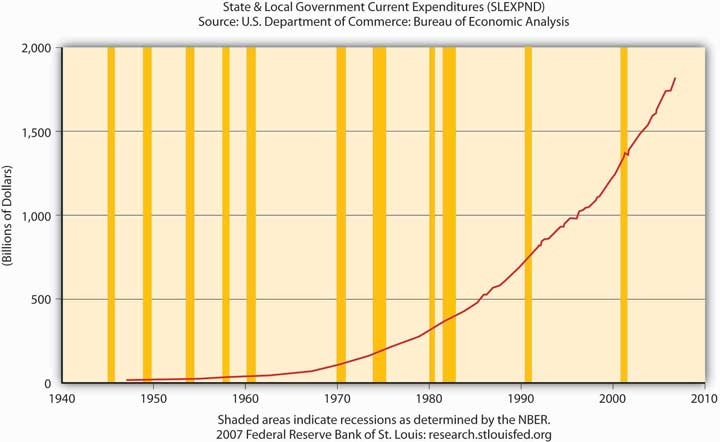 State & Local Government Current Expenditures (SLEXPND)
Source: U.S. Department of Commerce: Bureau of Economic Analysis
2,000
1,500
1,000
500
0
(Billions of Dollars)
1940 1950 1960 1970 1980 1990 2000 2010
Shaded areas indicate recessions as determined by the NBER.
2007 Federal Reserve Bank of St. Louis: research.stlouisfed.org